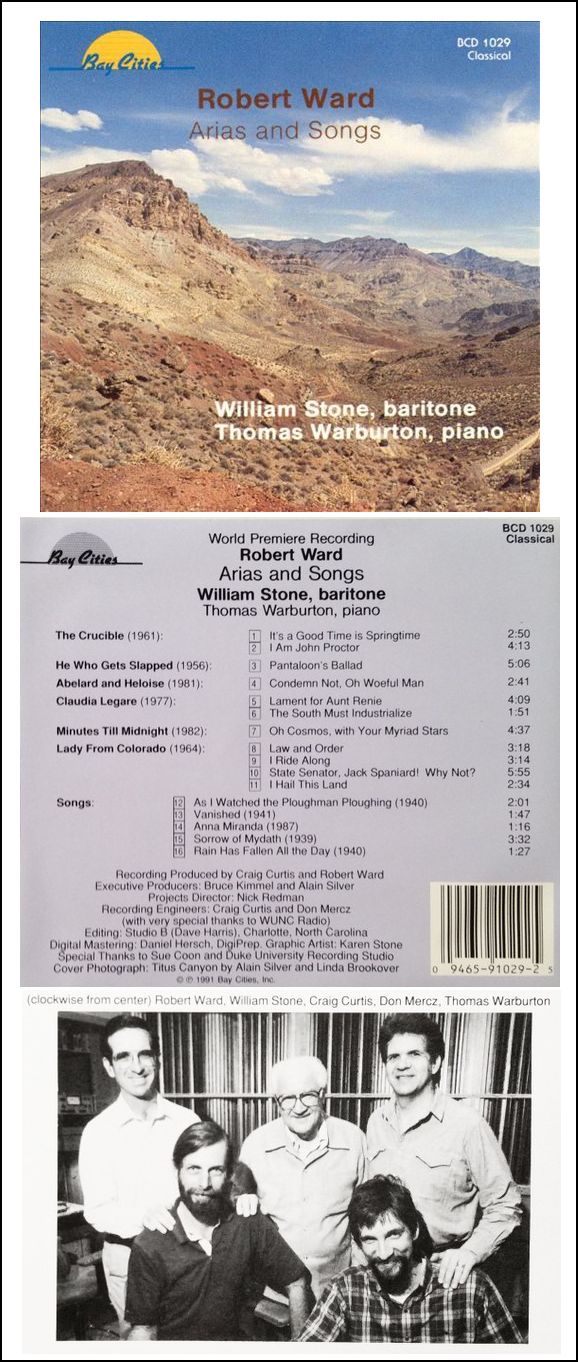 Bay Cities
BCD 1029
Classical
Robert Ward
Arias and Songs
William Stone, baritone
Thomas Warburton, piano
Bay Cities
BCD 1029
Classical
World Premiere Recording
Robert Ward
Arias and Songs
William Stone, baritone
Thomas Warburton, piano
The Crucible (1961): 1 It's a Good Time is Springtime 2:50
2 I Am John Proctor 4:13
He Who Gets Slapped (1956): 3 Pantaloon's Ballad 5:06
Abelard and Heloise (1981): 4 Condemn Not, Oh Woeful Man 2:41
Claudia Legare (1977): 5 Lament for Aunt Renie 4:09
6 The South Must Industrialize 1:51
Minutes Till Midnight (1982): 7 Oh Cosmos, with Your Myriad Stars 4:37
Lady From Colorado (1964): 8 Law and Order 3:18
9 I Ride Along 3:14
10 State Senator, Jack Spaniard! Why Not? 5:55
11 I Hail This Land 2:34
Songs: 12 As I Watched the Ploughman Ploughing (1940) 2:01
13 Vanished (1941) 1:47
14 Anna Miranda (1987) 1:16
15 Sorrow of Mydath (1939) 3:32
16 Rain Has Fallen All the Day (1940) 1:27
Recording Produced by Craig Curtis and Robert Ward
Executive Producers: Bruce Kimmel and Alain Silver
Projects Director: Nick Redman
Recording Engineers: Craig Curtis and Don Mercz
(with very special thanks to WUNC Radio)
Editing: Studio B (Dave Harris), Charlotte, North Carolina
Digital Mastering: Daniel Hersch, DigiPrep. Graphic Artist: Karen Stone
Special Thanks to Sue Coon and Duke University Recording Studio
Cover Photograph: Titus Canyon by Alain Silver and Linda Brookover
© ℗ 1991 Bay Cities, Inc.
0 09465-91029-2 5
(clockwise from center) Robert Ward, William Stone, Craig Curtis, Don Mercz, Thomas Warburton